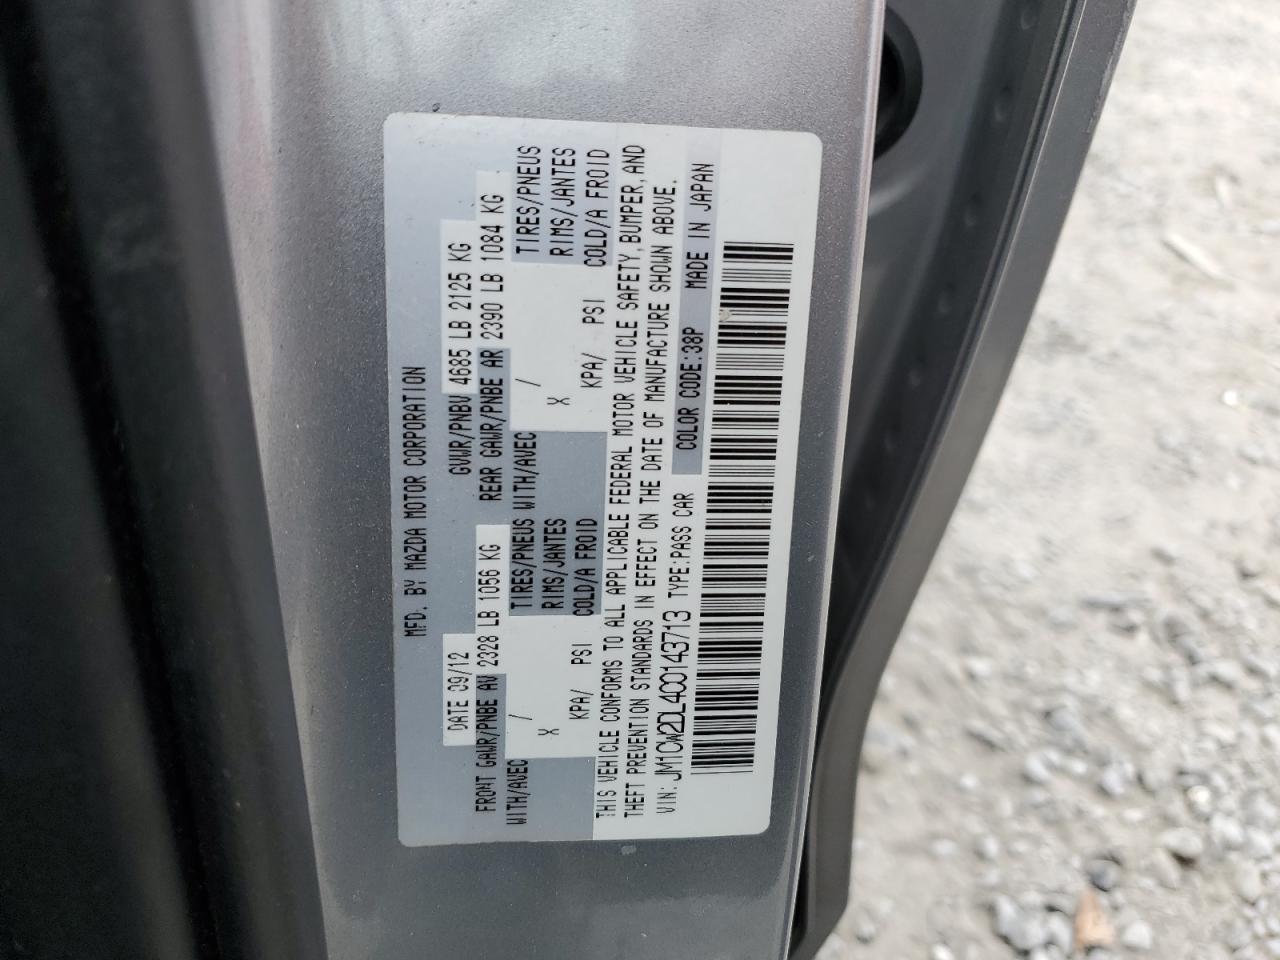 MFD. BY MAZDA MOTOR CORPORATION
DATE 09/12 GVWR/PNBV 4685 LB 2125 KG
FRONT GAWR/PNBE AV 2328 LB 1056 KG REAR GAWR/PNBE AR 2390 LB 1084 KG
WITH/AVEC X / TIRES/PNEUS WITH/AVEC X / TIRES/PNEUS
RIMS/JANTES RIMS/JANTES
KPA/ PSI COLD/A FROID KPA/ PSI COLD/A FROID
THIS VEHICLE CONFORMS TO ALL APPLICABLE FEDERAL MOTOR VEHICLE SAFETY, BUMPER, AND
THEFT PREVENTION STANDARDS IN EFFECT ON THE DATE OF MANUFACTURE SHOWN ABOVE.
VIN: JM1CW2DL4C0143713 TYPE:PASS CAR COLOR CODE:38P MADE IN JAPAN